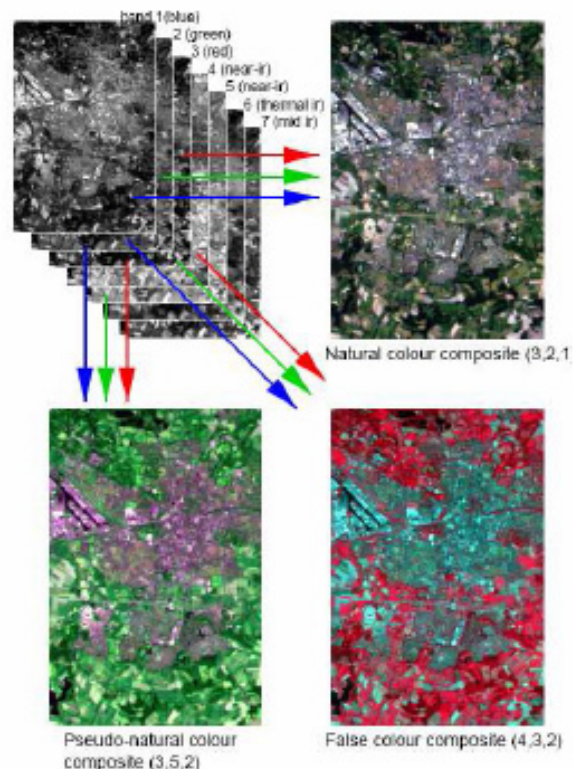 band 1(blue)
2 (green)
3 (red)
4 (near-ir)
5 (near-ir)
6 (thermal ir)
7 (mid ir)
Natural colour composite (3,2,1)
Pseudo-natural colour
composite (3,5,2)
False colour composite (4,3,2)